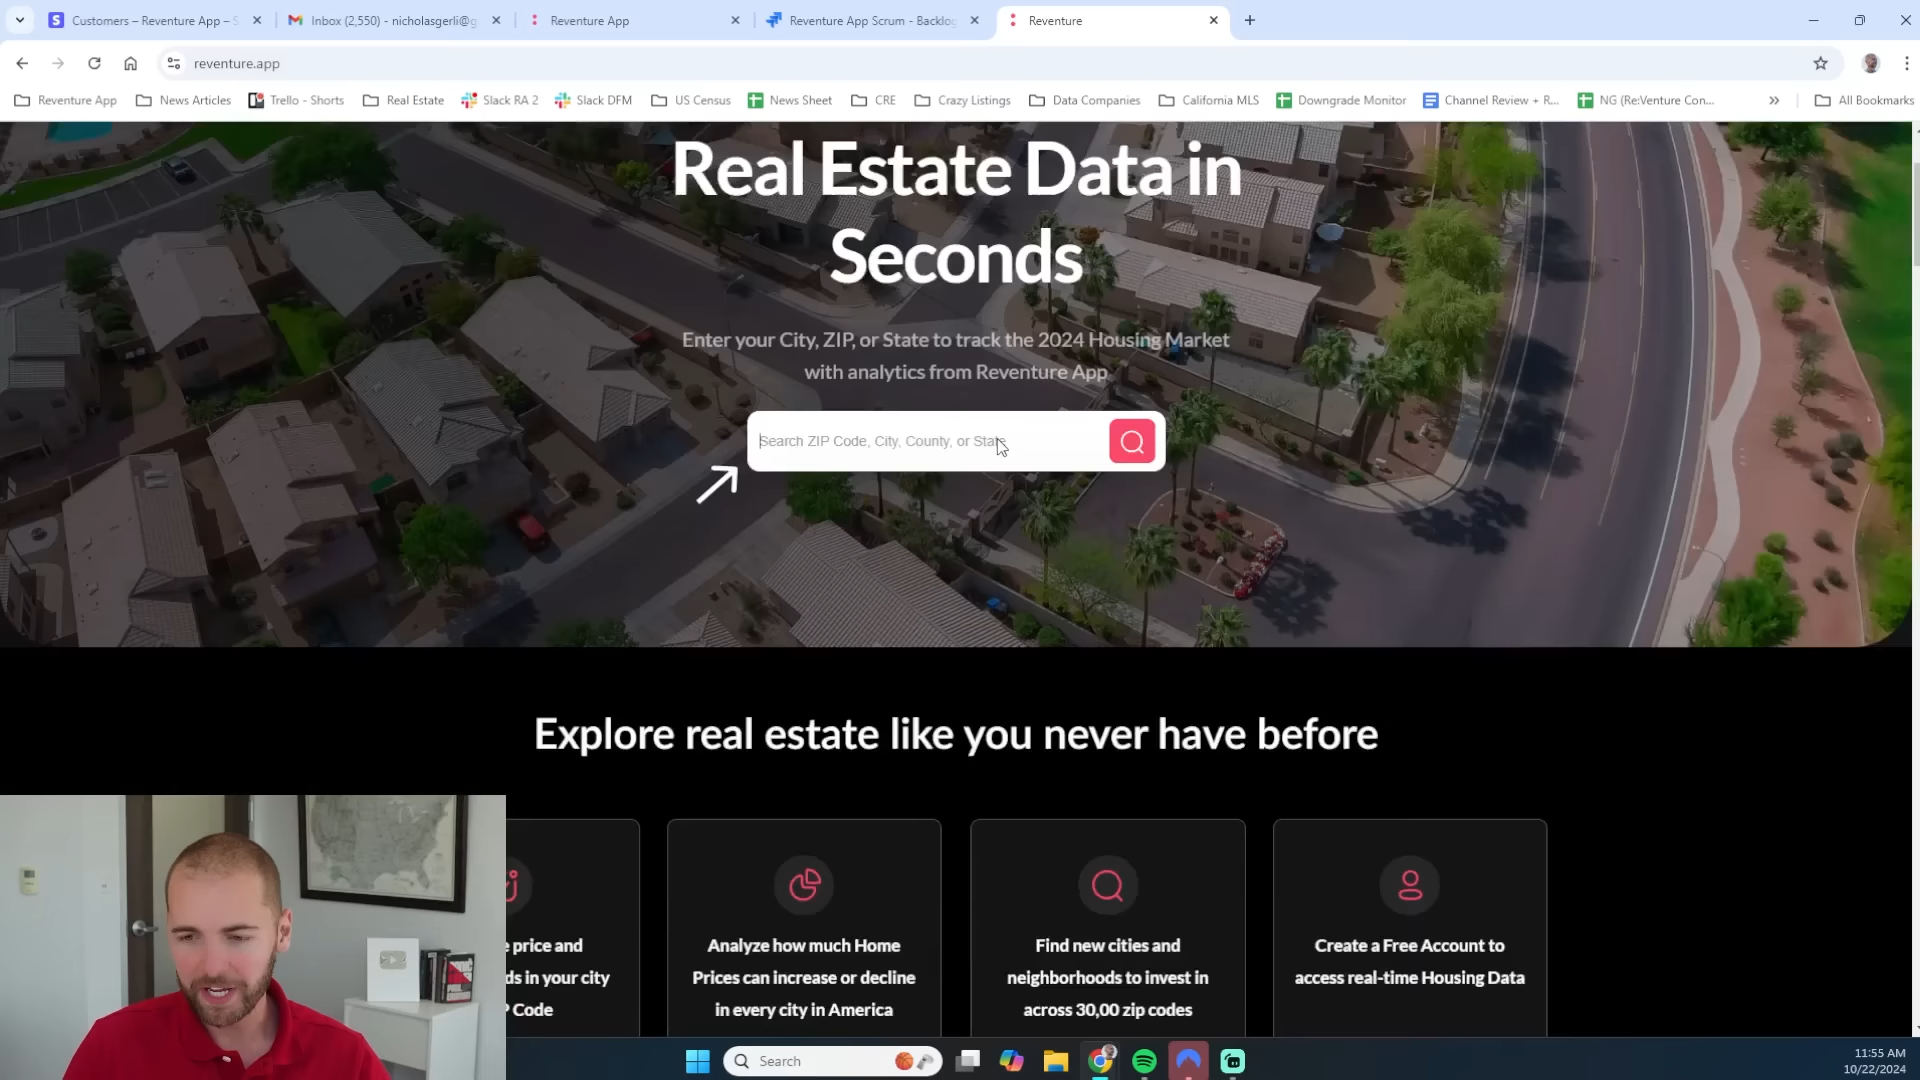 Customers – Reventure App – S
Inbox (2,550) - nicholasgerli@g
Reventure App
Reventure App Scrum - Backlog
Reventure
reventure.app
Reventure App
News Articles
Trello - Shorts
Real Estate
Slack RA 2
Slack DFM
US Census
News Sheet
CRE
Crazy Listings
Data Companies
California MLS
Downgrade Monitor
Channel Review + R...
NG (Re:Venture Con...
All Bookmarks
Real Estate Data in
Seconds
Enter your City, ZIP, or State to track the 2024 Housing Market
with analytics from Reventure App
Search ZIP Code, City, County, or State
Explore real estate like you never have before
price and
in your city
Code
Analyze how much Home
Prices can increase or decline
in every city in America
Find new cities and
neighborhoods to invest in
across 30,00 zip codes
Create a Free Account to
access real-time Housing Data
Search
11:55 AM
10/22/2024